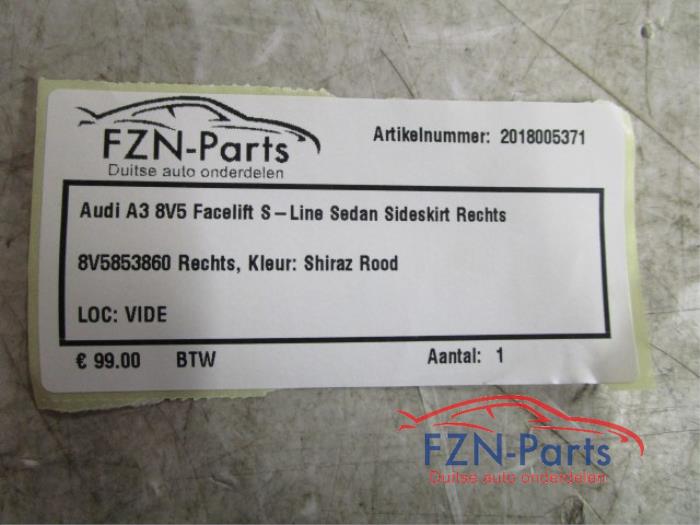 FZN-Parts
Duitse auto onderdelen
Artikelnummer: 2018005371
Audi A3 8V5 Facelift S-Line Sedan Sideskirt Rechts
8V5853860 Rechts, Kleur: Shiraz Rood
LOC: VIDE
€ 99.00 BTW Aantal: 1
FZN-Parts
Duitse auto onderdelen